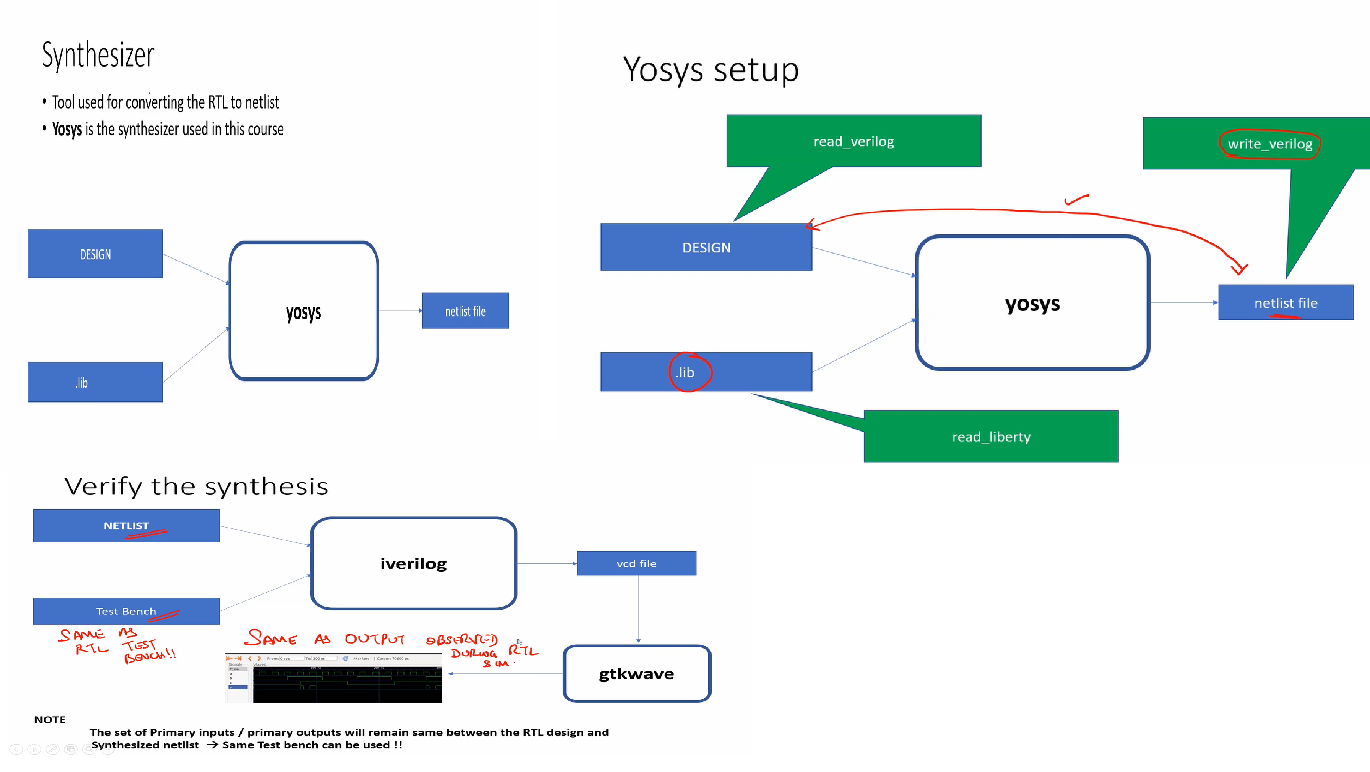 Synthesizer
• Tool used for converting the RTL to netlist
• Yosys is the synthesizer used in this course
DESIGN
.lib
yosys
netlist file
Yosys setup
read_verilog
write_verilog
DESIGN
.lib
yosys
netlist file
read_liberty
Verify the synthesis
NETLIST
Test Bench
SAME AS
RTL TEST
BENCH!!
iverilog
vcd file
gtkwave
SAME AS OUTPUT OBSERVED
DURING RTL
SIM.
NOTE
The set of Primary inputs / primary outputs will remain same between the RTL design and
Synthesized netlist → Same Test bench can be used !!